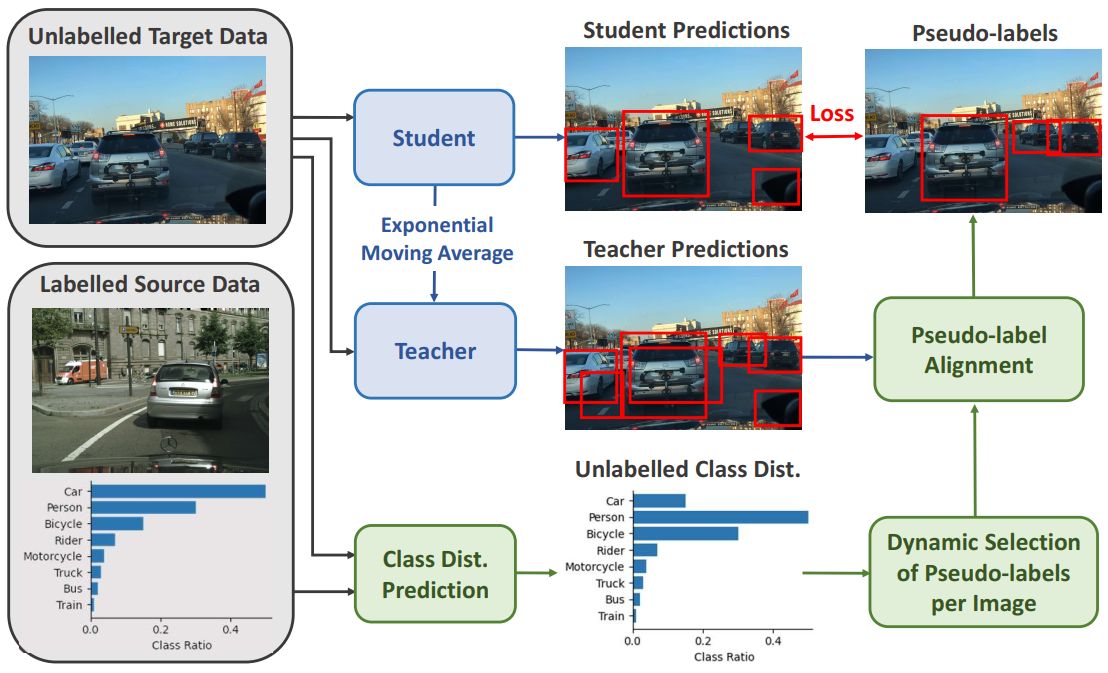 Unlabelled Target Data
Labelled Source Data
Car
Person
Bicycle
Rider
Motorcycle
Truck
Bus
Train
0.0 0.2 0.4
Class Ratio
Student
Exponential
Moving Average
Teacher
Class Dist.
Prediction
Student Predictions
Loss
Pseudo-labels
Teacher Predictions
Pseudo-label
Alignment
Unlabelled Class Dist.
Car
Person
Bicycle
Rider
Motorcycle
Truck
Bus
Train
0.0 0.2 0.4
Class Ratio
Dynamic Selection
of Pseudo-labels
per Image